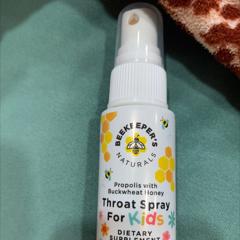 BEEKEEPER'S
NATURALS
Propolis with
Buckwheat Honey
Throat Spray
For Kids
DIETARY
SUPPLEMENT